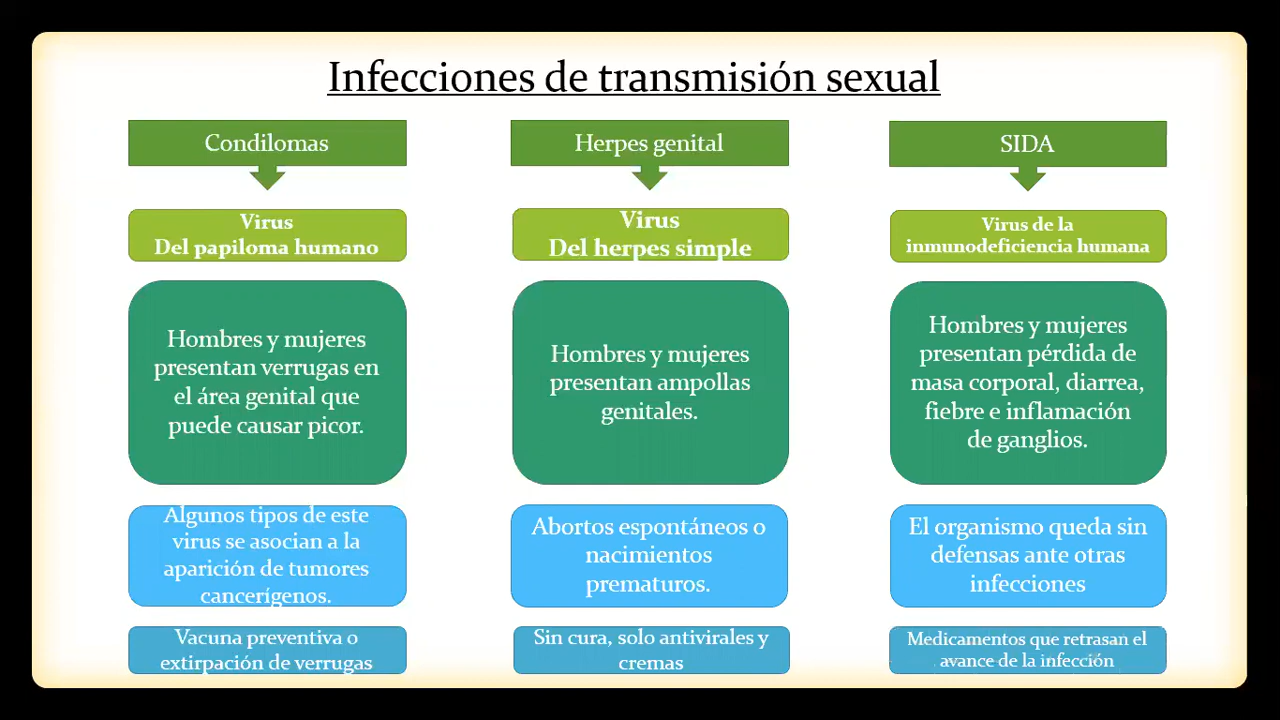 Infecciones de transmisión sexual
Condilomas
Virus
Del papiloma humano
Hombres y mujeres
presentan verrugas en
el área genital que
puede causar picor.
Algunos tipos de este
virus se asocian a la
aparición de tumores
cancerígenos.
Vacuna preventiva o
extirpación de verrugas
Herpes genital
Virus
Del herpes simple
Hombres y mujeres
presentan ampollas
genitales.
Abortos espontáneos o
nacimientos
prematuros.
Sin cura, solo antivirales y
cremas
SIDA
Virus de la
inmunodeficiencia humana
Hombres y mujeres
presentan pérdida de
masa corporal, diarrea,
fiebre e inflamación
de ganglios.
El organismo queda sin
defensas ante otras
infecciones
Medicamentos que retrasan el
avance de la infección